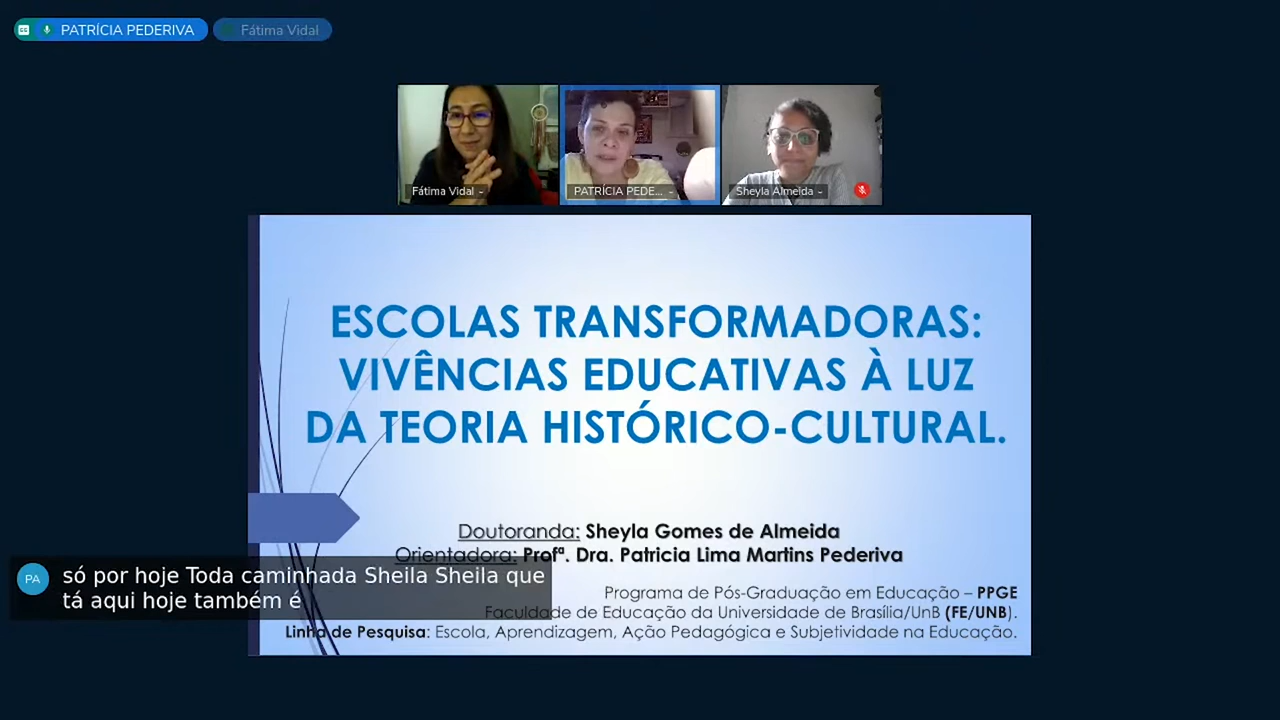 PATRÍCIA PEDERIVA
Fátima Vidal
Fátima Vidal
PATRÍCIA PEDE...
Sheyla Almeida
ESCOLAS TRANSFORMADORAS:
VIVÊNCIAS EDUCATIVAS À LUZ
DA TEORIA HISTÓRICO-CULTURAL.
Doutoranda: Sheyla Gomes de Almeida
Orientadora: Profª. Dra. Patricia Lima Martins Pederiva
PA
só por hoje Toda caminhada Sheila Sheila que
tá aqui hoje também é
Programa de Pós-Graduação em Educação – PPGE
Faculdade de Educação da Universidade de Brasília/UnB (FE/UNB).
Linha de Pesquisa: Escola, Aprendizagem, Ação Pedagógica e Subjetividade na Educação.